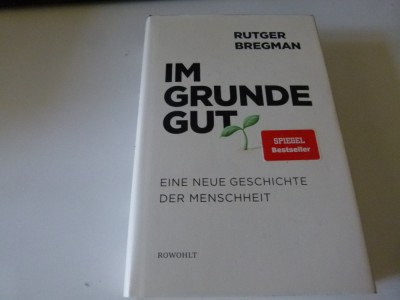 RUTGER
BREGMAN
IM
GRUNDE
GUT
SPIEGEL
Bestseller
EINE NEUE GESCHICHTE
DER MENSCHHEIT
ROWOHLT